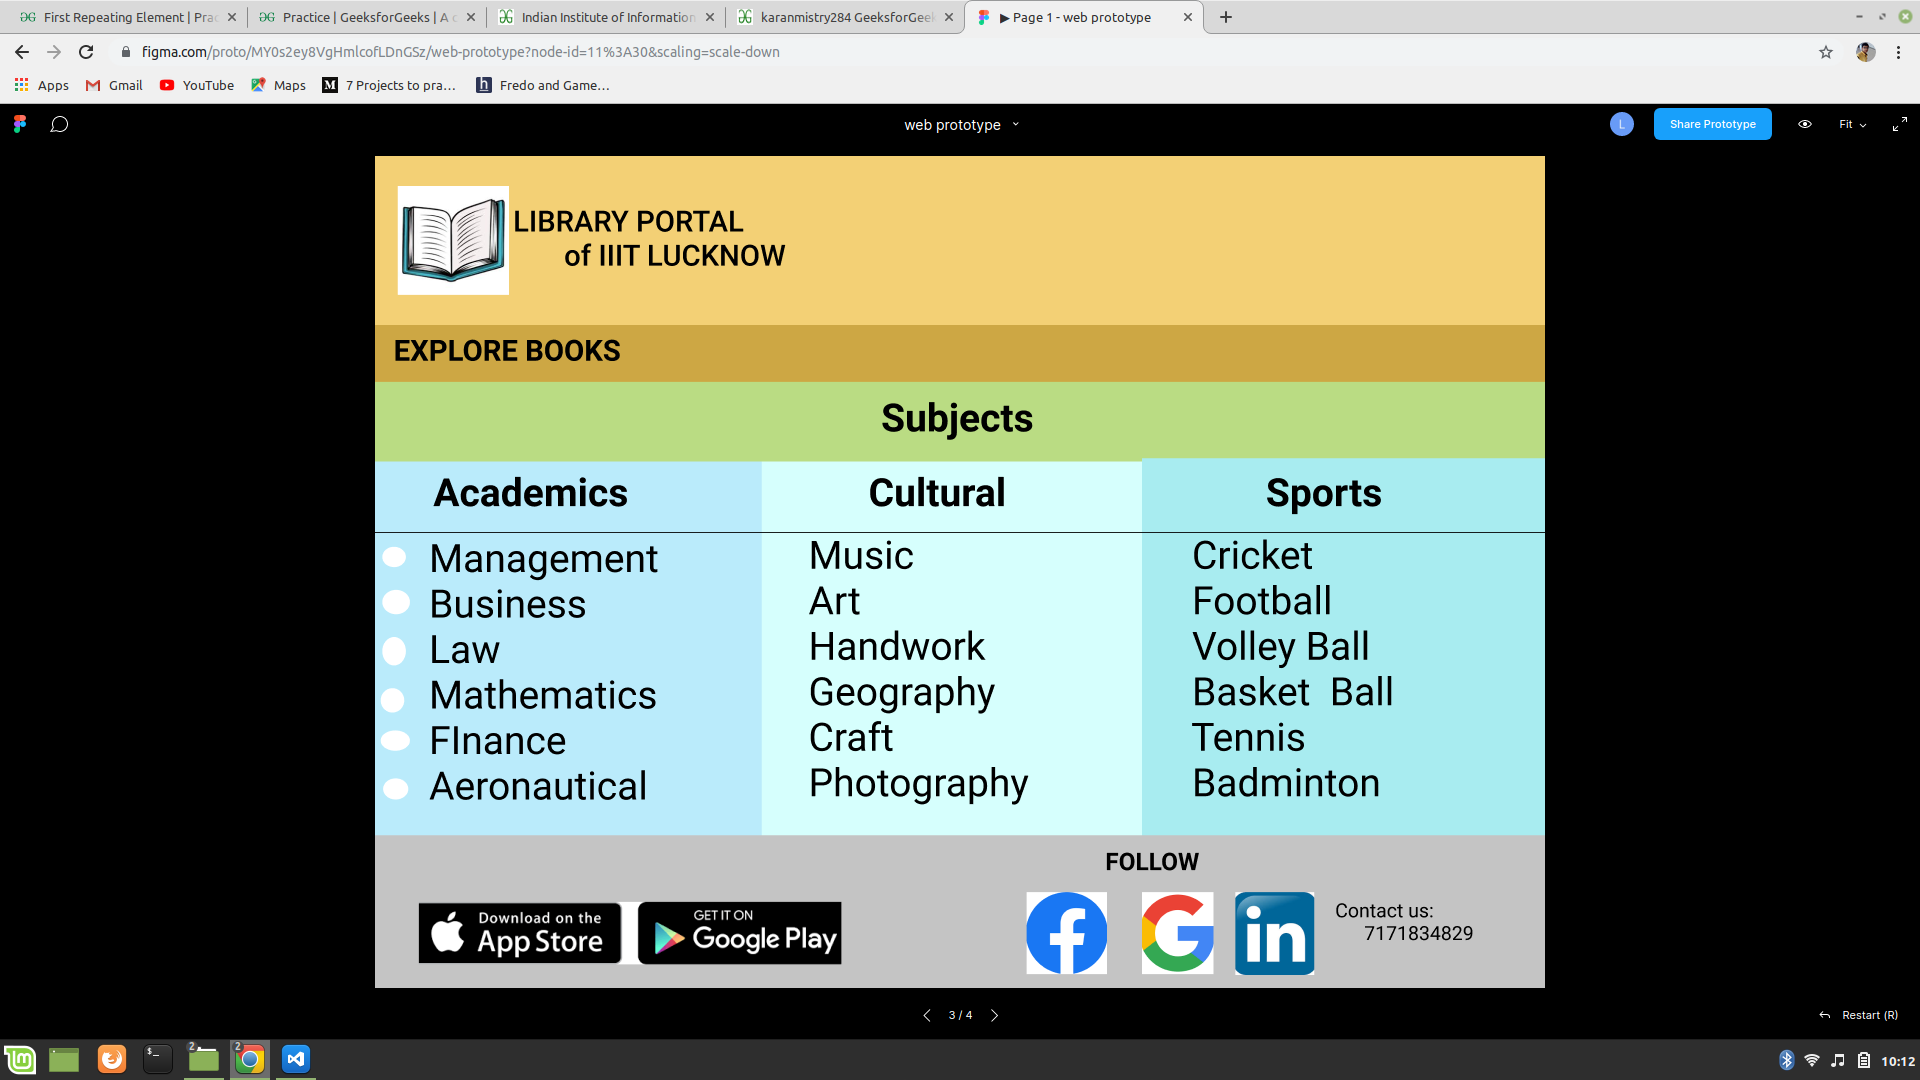 First Repeating Element | Prac
Practice | GeeksforGeeks | A c
Indian Institute of Information
karanmistry284 GeeksforGee
▶ Page 1 - web prototype
figma.com/proto/MY0s2ey8VgHmlcofLDnGSz/web-prototype?node-id=11%3A30&scaling=scale-down
Apps
Gmail
YouTube
Maps
M
7 Projects to pra...
h
Fredo and Game...
web prototype
L
Share Prototype
Fit
LIBRARY PORTAL
of IIIT LUCKNOW
EXPLORE BOOKS
Subjects
Academics
Cultural
Sports
Management
Business
Law
Mathematics
FInance
Aeronautical
Music
Art
Handwork
Geography
Craft
Photography
Cricket
Football
Volley Ball
Basket  Ball
Tennis
Badminton
FOLLOW
Download on the
App Store
GET IT ON
Google Play
f
G
in
Contact us:
7171834829
3 / 4
Restart (R)
$_
2
2
10:12